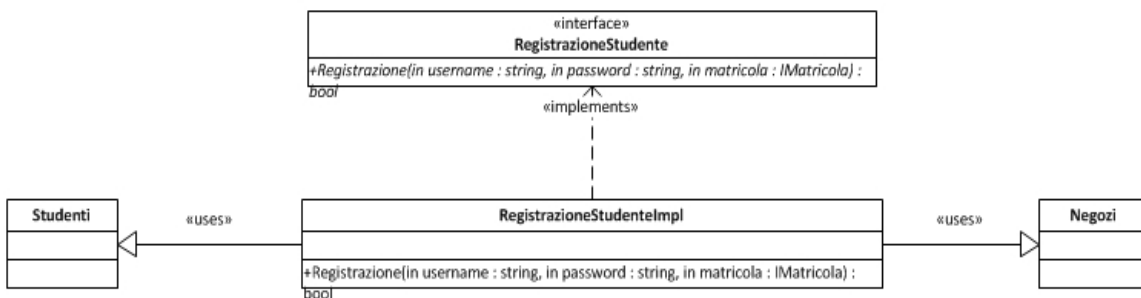 «interface»
RegistrazioneStudente
+Registrazione(in username : string, in password : string, in matricola : IMatricola) :
bool
«implements»
Studenti
«uses»
RegistrazioneStudenteImpl
«uses»
Negozi
+Registrazione(in username : string, in password : string, in matricola : IMatricola) :
bool